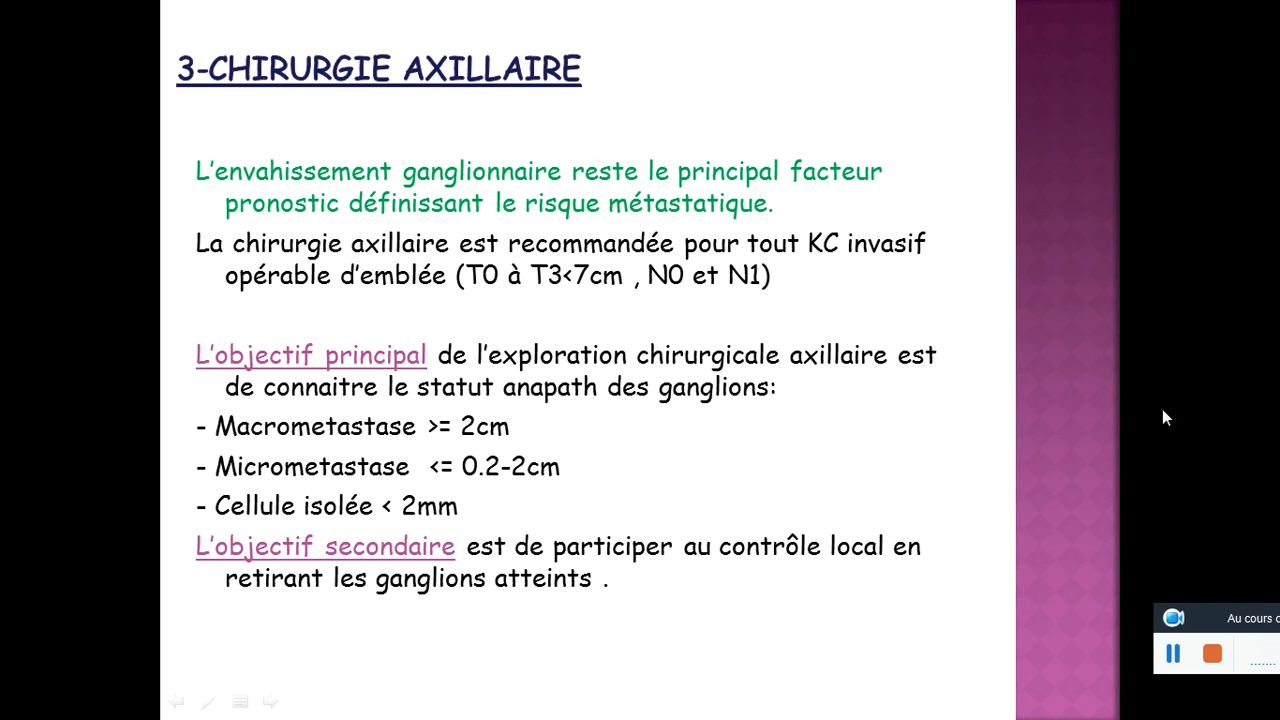 3-CHIRURGIE AXILLAIRE
L'envahissement ganglionnaire reste le principal facteur
pronostic définissant le risque métastatique.
La chirurgie axillaire est recommandée pour tout KC invasif
opérable d'emblée (T0 à T3<7cm , N0 et N1)
L'objectif principal de l'exploration chirurgicale axillaire est
de connaitre le statut anapath des ganglions:
- Macrometastase >= 2cm
- Micrometastase <= 0.2-2cm
- Cellule isolée < 2mm
L'objectif secondaire est de participer au contrôle local en
retirant les ganglions atteints .
Au cours